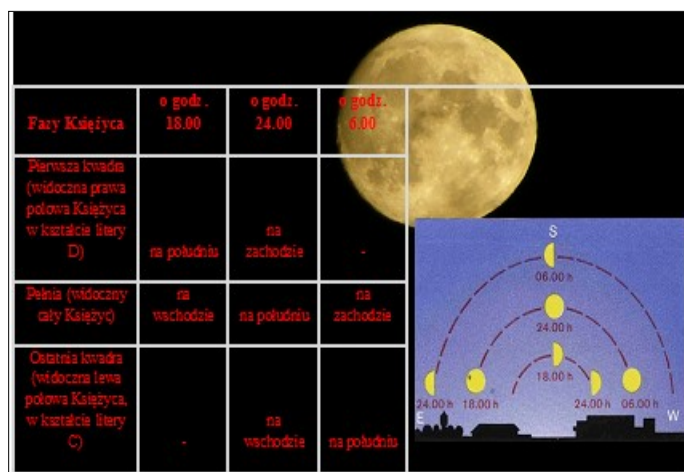 Fazy Księżyca
o godz.
18.00
o godz.
24.00
o godz.
6.00
Pierwsza kwadra
(widoczna prawa
połowa Księżyca
w kształcie litery
D)
na południu
na
zachodzie
-
Pełnia (widoczny
cały Księżyc)
na
wschodzie
na południu
na
zachodzie
Ostatnia kwadra
(widoczna lewa
połowa Księżyca,
w kształcie litery
C)
-
na
wschodzie
na południu
S
06.00 h
24.00 h
18.00 h
24.00 h
18.00 h
24.00 h
06.00 h
E
W